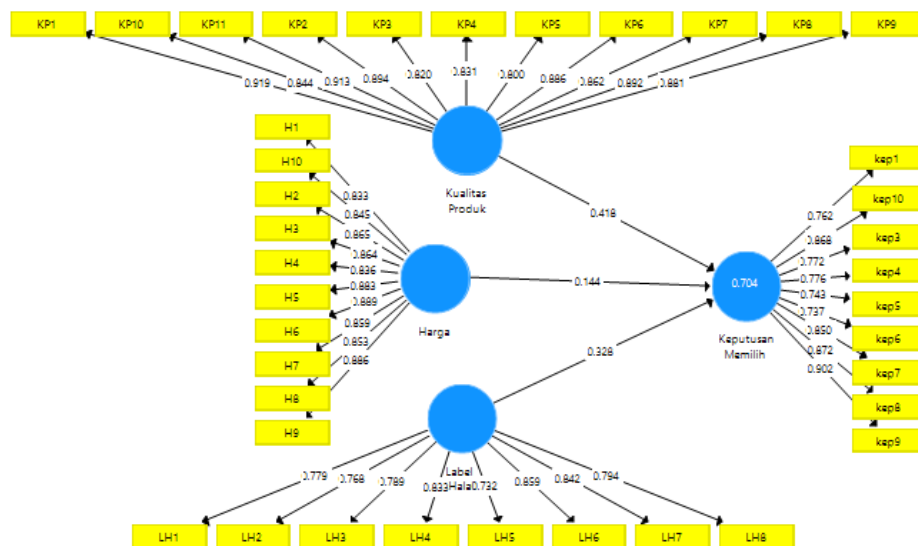 KP1 KP10 KP11 KP2 KP3 KP4 KP5 KP6 KP7 KP8 KP9
0.919 0.844 0.913 0.894 0.820 0.831 0.800 0.886 0.862 0.892 0.881
Kualitas
Produk
H1
H10
H2
H3
H4
H5
H6
H7
H8
H9
0.833
0.845
0.865
0.864
0.836
0.883
0.889
0.859
0.853
0.886
Harga
0.418
0.144
0.328
0.704
Keputusan
Memilih
0.762
0.868
0.772
0.776
0.743
0.737
0.850
0.872
0.902
kep1
kep10
kep3
kep4
kep5
kep6
kep7
kep8
kep9
Label
Halal
0.779 0.768 0.789 0.833 0.732 0.859 0.842 0.794
LH1 LH2 LH3 LH4 LH5 LH6 LH7 LH8